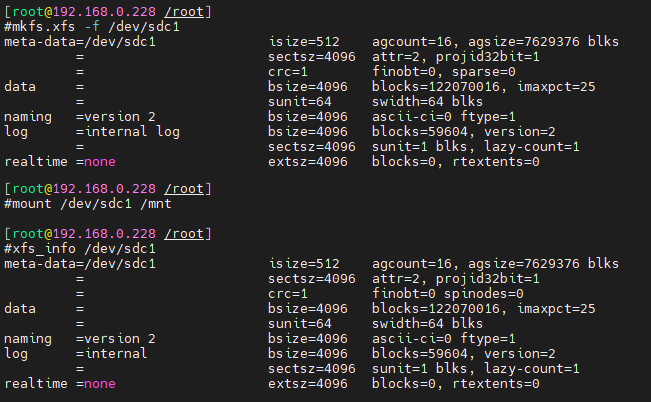 [root@192.168.0.228 /root]
#mkfs.xfs -f /dev/sdc1
meta-data=/dev/sdc1              isize=512    agcount=16, agsize=7629376 blks
         =                       sectsz=4096  attr=2, projid32bit=1
         =                       crc=1        finobt=0, sparse=0
data     =                       bsize=4096   blocks=122070016, imaxpct=25
         =                       sunit=64     swidth=64 blks
naming   =version 2              bsize=4096   ascii-ci=0 ftype=1
log      =internal log           bsize=4096   blocks=59604, version=2
         =                       sectsz=4096  sunit=1 blks, lazy-count=1
realtime =none                   extsz=4096   blocks=0, rtextents=0
[root@192.168.0.228 /root]
#mount /dev/sdc1 /mnt
[root@192.168.0.228 /root]
#xfs_info /dev/sdc1
meta-data=/dev/sdc1              isize=512    agcount=16, agsize=7629376 blks
         =                       sectsz=4096  attr=2, projid32bit=1
         =                       crc=1        finobt=0 spinodes=0
data     =                       bsize=4096   blocks=122070016, imaxpct=25
         =                       sunit=64     swidth=64 blks
naming   =version 2              bsize=4096   ascii-ci=0 ftype=1
log      =internal               bsize=4096   blocks=59604, version=2
         =                       sectsz=4096  sunit=1 blks, lazy-count=1
realtime =none                   extsz=4096   blocks=0, rtextents=0